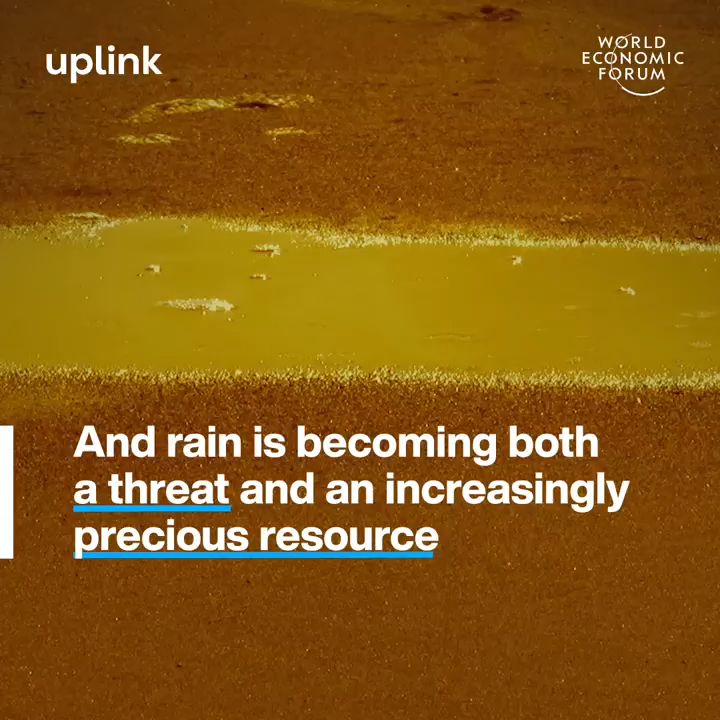 uplink
WORLD
ECONOMIC
FORUM
And rain is becoming both
a threat and an increasingly
precious resource